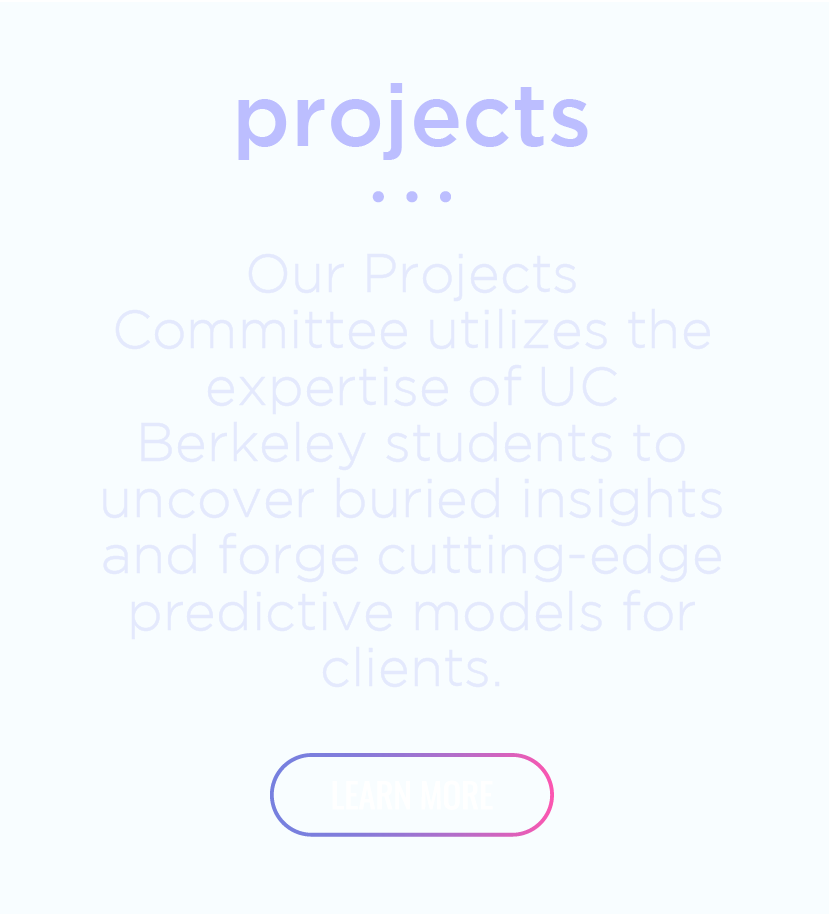 projects
Our Projects
Committee utilizes the
expertise of UC
Berkeley students to
uncover buried insights
and forge cutting-edge
predictive models for
clients.
LEARN MORE